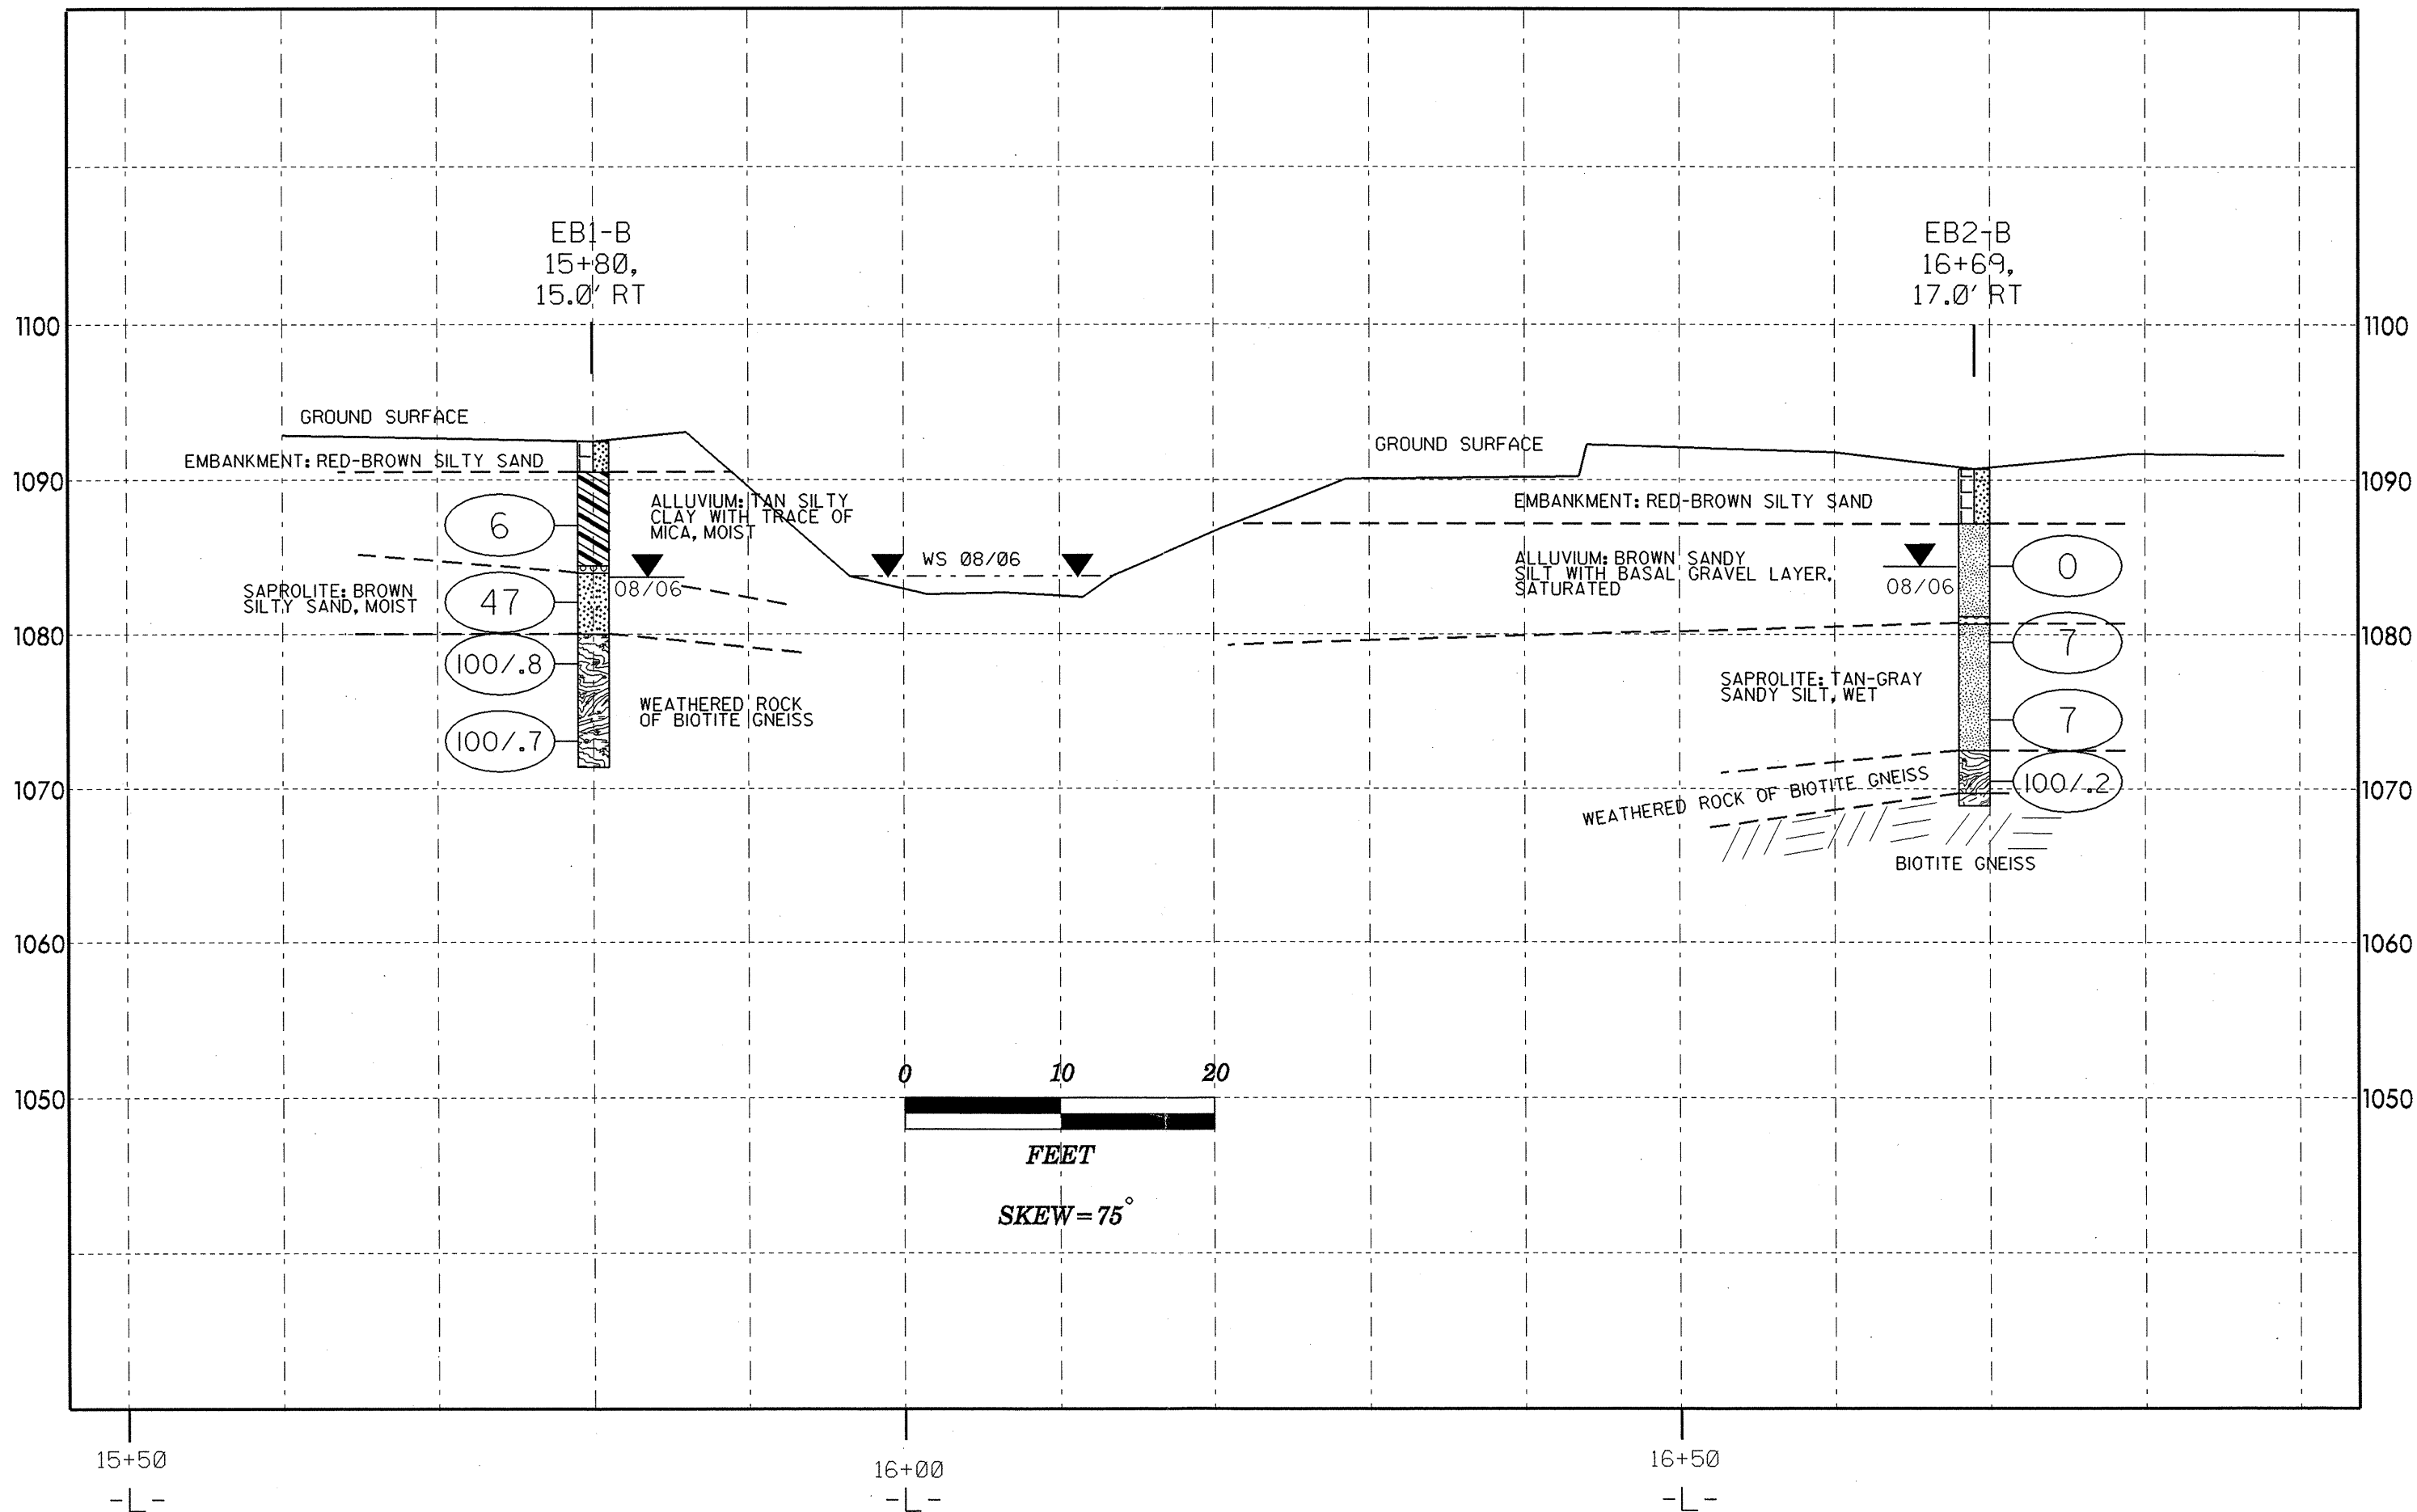 EB1-B
15+80,
15.0' RT
EB2-B
16+69,
17.0' RT
1100
1100
GROUND SURFACE
GROUND SURFACE
EMBANKMENT: RED-BROWN SILTY SAND
1090
1090
ALLUVIUM: TAN SILTY
CLAY WITH TRACE OF
MICA, MOIST
EMBANKMENT: RED-BROWN SILTY SAND
6
WS 08/06
ALLUVIUM: BROWN SANDY
SILT WITH BASAL GRAVEL LAYER,
SATURATED
08/06
0
SAPROLITE: BROWN
SILTY SAND, MOIST
47
08/06
1080
1080
7
100/.8
SAPROLITE: TAN-GRAY
SANDY SILT, WET
WEATHERED ROCK
OF BIOTITE GNEISS
7
100/.7
1070
1070
WEATHERED ROCK OF BIOTITE GNEISS
100/.2
BIOTITE GNEISS
1060
1060
0 10 20
1050
1050
FEET
SKEW=75°
15+50
-L-
16+00
-L-
16+50
-L-